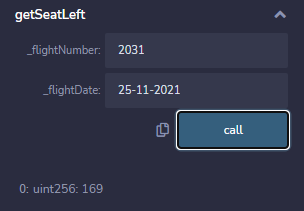 getSeatLeft
_flightNumber: 2031
_flightDate: 25-11-2021
call
0: uint256: 169